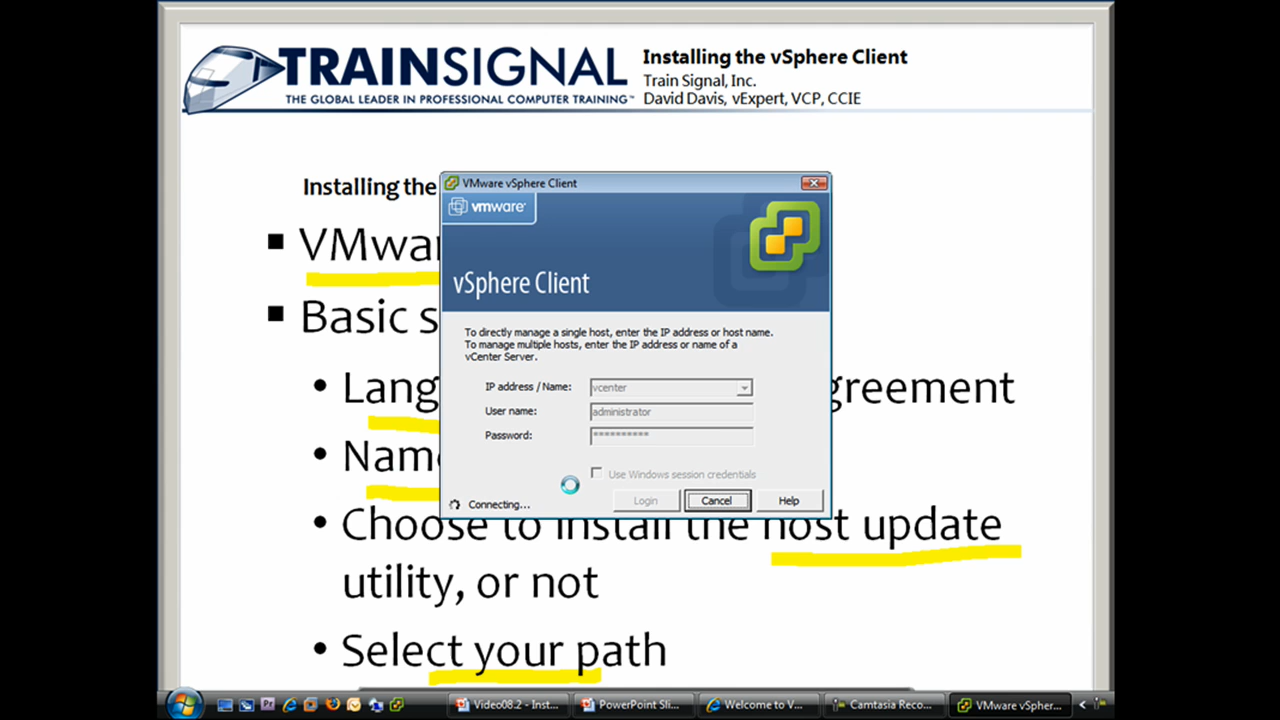 TRAINSIGNAL
THE GLOBAL LEADER IN PROFESSIONAL COMPUTER TRAINING™
Installing the vSphere Client
Train Signal, Inc.
David Davis, vExpert, VCP, CCIE
Installing the
VMwar
Basic s
Lang
greement
Name
Choose to install the host update
utility, or not
Select your path
VMware vSphere Client
vmware
vSphere Client
To directly manage a single host, enter the IP address or host name.
To manage multiple hosts, enter the IP address or name of a
vCenter Server.
IP address / Name: vcenter
User name: administrator
Password: **********
Use Windows session credentials
Connecting... Login Cancel Help
Video08.2 - Inst... PowerPoint Sli... Welcome to V... Camtasia Reco... VMware vSpher...